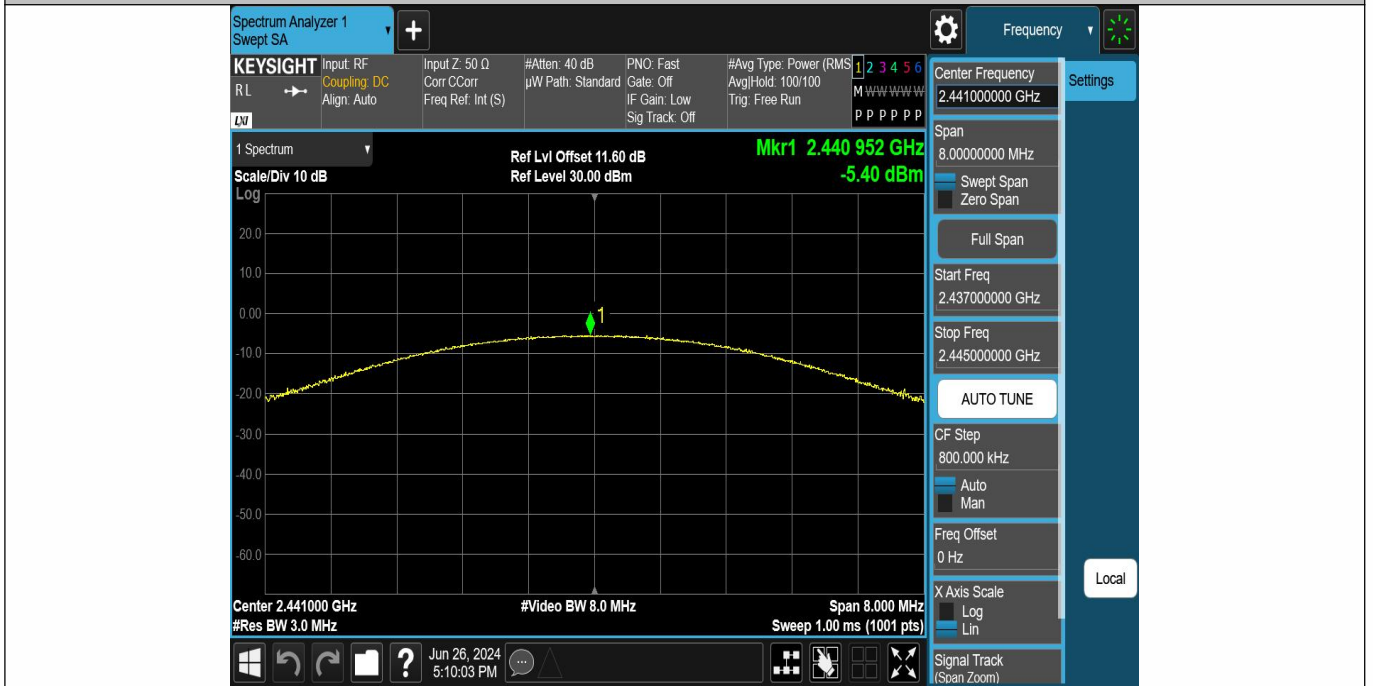 Spectrum Analyzer 1
Swept SA
Frequency
KEYSIGHT
R L
LXI
Input: RF
Coupling: DC
Align: Auto
Input Z: 50 Ω
Corr CCorr
Freq Ref: Int (S)
#Atten: 40 dB
µW Path: Standard
PNO: Fast
Gate: Off
IF Gain: Low
Sig Track: Off
#Avg Type: Power (RMS
Avg|Hold: 100/100
Trig: Free Run
1 2 3 4 5 6
M W W W W W
P P P P P P
1 Spectrum
Scale/Div 10 dB
Log
Ref Lvl Offset 11.60 dB
Ref Level 30.00 dBm
Mkr1 2.440 952 GHz
-5.40 dBm
20.0
10.0
0.00
-10.0
-20.0
-30.0
-40.0
-50.0
-60.0
1
Center 2.441000 GHz
#Res BW 3.0 MHz
#Video BW 8.0 MHz
Span 8.000 MHz
Sweep 1.00 ms (1001 pts)
Jun 26, 2024
5:10:03 PM
Center Frequency
2.441000000 GHz
Span
8.00000000 MHz
Swept Span
Zero Span
Full Span
Start Freq
2.437000000 GHz
Stop Freq
2.445000000 GHz
AUTO TUNE
CF Step
800.000 kHz
Auto
Man
Freq Offset
0 Hz
X Axis Scale
Log
Lin
Signal Track
(Span Zoom)
Settings
Local